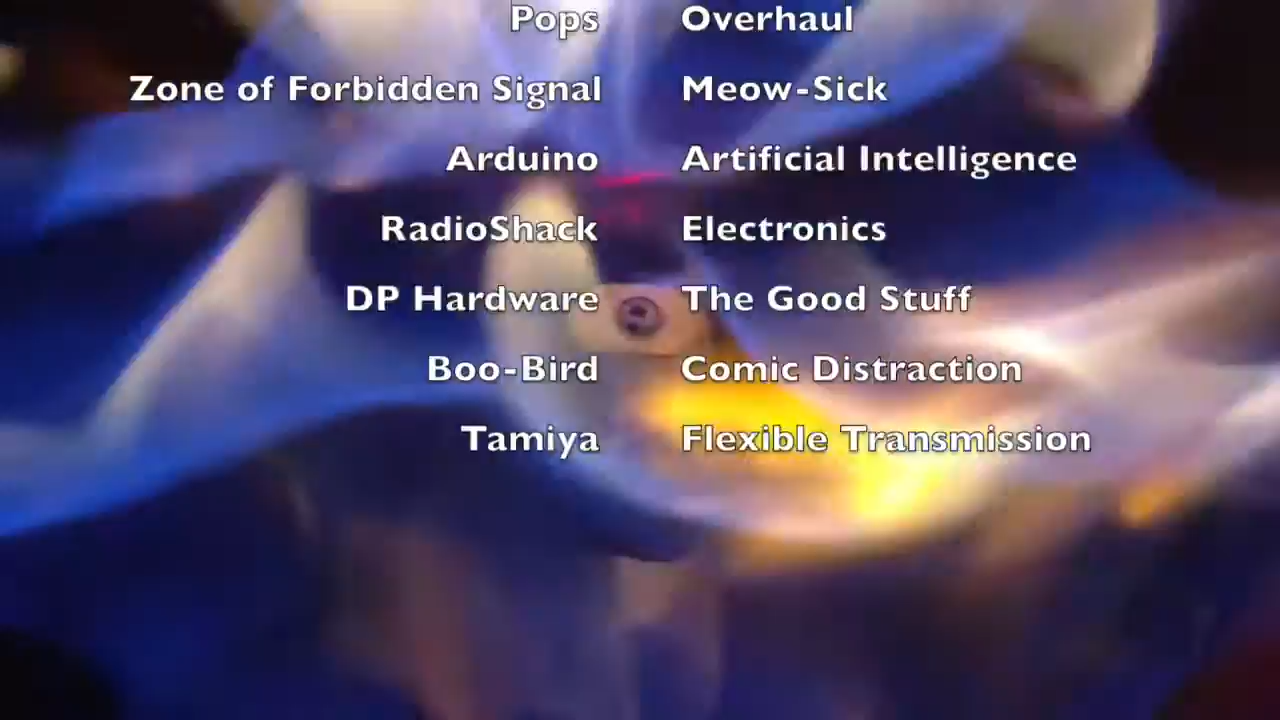 Pops Overhaul
Zone of Forbidden Signal Meow-Sick
Arduino Artificial Intelligence
RadioShack Electronics
DP Hardware The Good Stuff
Boo-Bird Comic Distraction
Tamiya Flexible Transmission